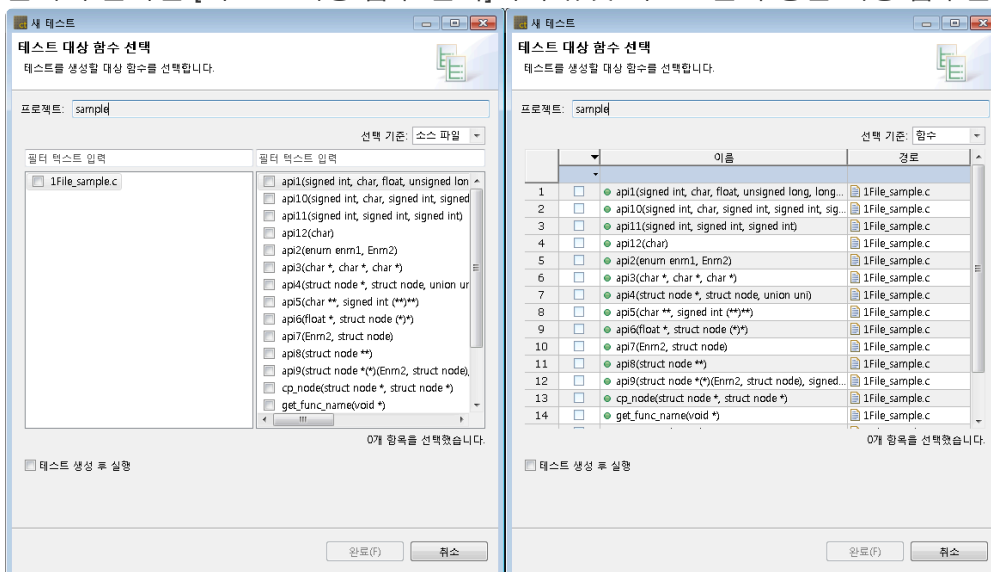 새 테스트
테스트 대상 함수 선택
테스트를 생성할 대상 함수를 선택합니다.
프로젝트: sample
선택 기준: 소스 파일
필터 텍스트 입력
필터 텍스트 입력
1File_sample.c
api1(signed int, char, float, unsigned lon
api10(signed int, char, signed int, signed
api11(signed int, signed int, signed int)
api12(char)
api2(enum enm1, Enm2)
api3(char *, char *, char *)
api4(struct node *, struct node, union ur
api5(char **, signed int (**)**)
api6(float *, struct node (*)*)
api7(Enm2, struct node)
api8(struct node **)
api9(struct node *(*)(Enm2, struct node),
cp_node(struct node *, struct node *)
get_func_name(void *)
0개 항목을 선택했습니다.
테스트 생성 후 실행
완료(F) 취소
새 테스트
테스트 대상 함수 선택
테스트를 생성할 대상 함수를 선택합니다.
프로젝트: sample
선택 기준: 함수
이름 경로
1 api1(signed int, char, float, unsigned long, long... 1File_sample.c
2 api10(signed int, char, signed int, signed int, sig... 1File_sample.c
3 api11(signed int, signed int, signed int) 1File_sample.c
4 api12(char) 1File_sample.c
5 api2(enum enm1, Enm2) 1File_sample.c
6 api3(char *, char *, char *) 1File_sample.c
7 api4(struct node *, struct node, union uni) 1File_sample.c
8 api5(char **, signed int (**)**) 1File_sample.c
9 api6(float *, struct node (*)*) 1File_sample.c
10 api7(Enm2, struct node) 1File_sample.c
11 api8(struct node **) 1File_sample.c
12 api9(struct node *(*)(Enm2, struct node), signed... 1File_sample.c
13 cp_node(struct node *, struct node *) 1File_sample.c
14 get_func_name(void *) 1File_sample.c
0개 항목을 선택했습니다.
테스트 생성 후 실행
완료(F) 취소